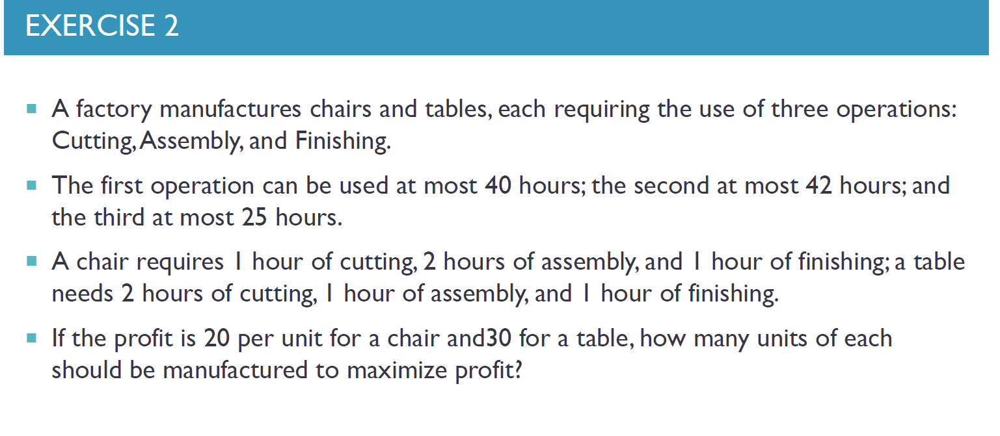 EXERCISE 2
A factory manufactures chairs and tables, each requiring the use of three operations:
Cutting, Assembly, and Finishing.
The first operation can be used at most 40 hours; the second at most 42 hours; and
the third at most 25 hours.
A chair requires 1 hour of cutting, 2 hours of assembly, and 1 hour of finishing; a table
needs 2 hours of cutting, 1 hour of assembly, and 1 hour of finishing.
If the profit is 20 per unit for a chair and30 for a table, how many units of each
should be manufactured to maximize profit?